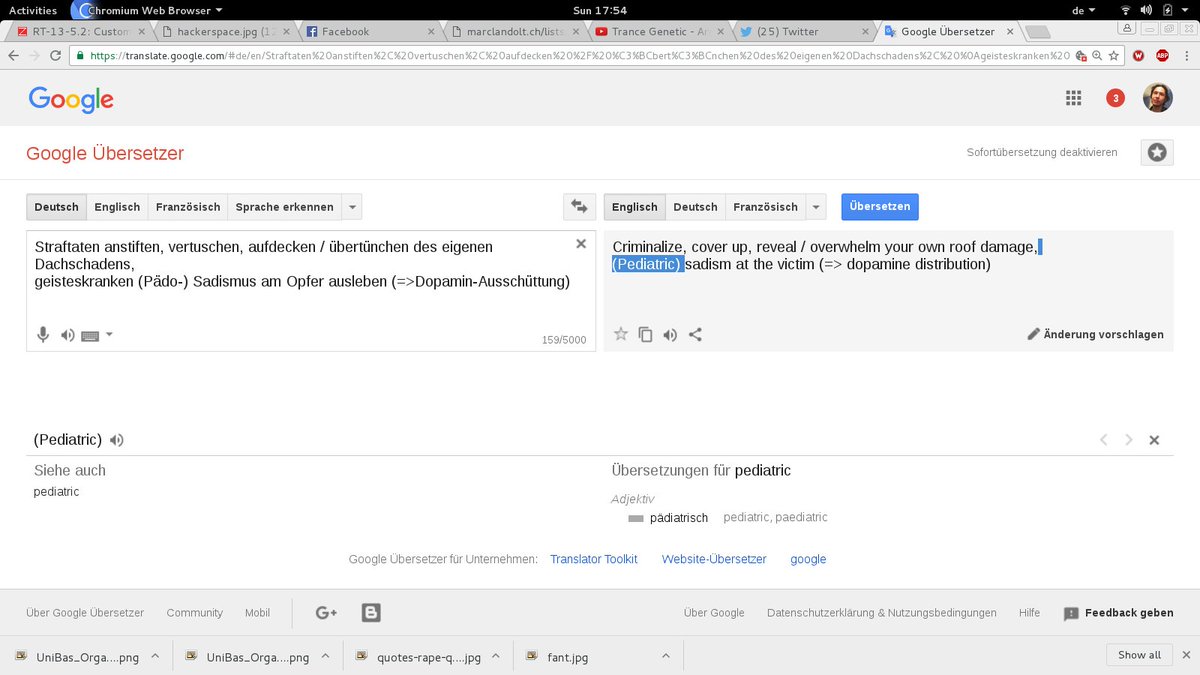 Activities Chromium Web Browser Sun 17:54 de
RT-13-5.2: Custom hackerspace.jpg (12 Facebook marclandolt.ch/lists Trance Genetic - Ar (25) Twitter Google Übersetzer
https://translate.google.com/#de/en/Straftaten%20anstiften%2C%20vertuschen%2C%20aufdecken%20%2F%20%C3%BCbert%C3%BCnchen%20des%20eigenen%20Dachschadens%2C%20%0Ageisteskranken%20
Google 3
Google Übersetzer Sofortübersetzung deaktivieren
Deutsch Englisch Französisch Sprache erkennen Englisch Deutsch Französisch Übersetzen
Straftaten anstiften, vertuschen, aufdecken / übertünchen des eigenen
Dachschadens,
geisteskranken (Pädo-) Sadismus am Opfer ausleben (=>Dopamin-Ausschüttung)
159/5000
Criminalize, cover up, reveal / overwhelm your own roof damage,
(Pediatric) sadism at the victim (=> dopamine distribution)
Änderung vorschlagen
(Pediatric)
Siehe auch
pediatric
Übersetzungen für pediatric
Adjektiv
pädiatrisch pediatric, paediatric
Google Übersetzer für Unternehmen: Translator Toolkit Website-Übersetzer google
Über Google Übersetzer Community Mobil G+ B Über Google Datenschutzerklärung & Nutzungsbedingungen Hilfe Feedback geben
UniBas_Orga....png UniBas_Orga....png quotes-rape-q....jpg fant.jpg Show all